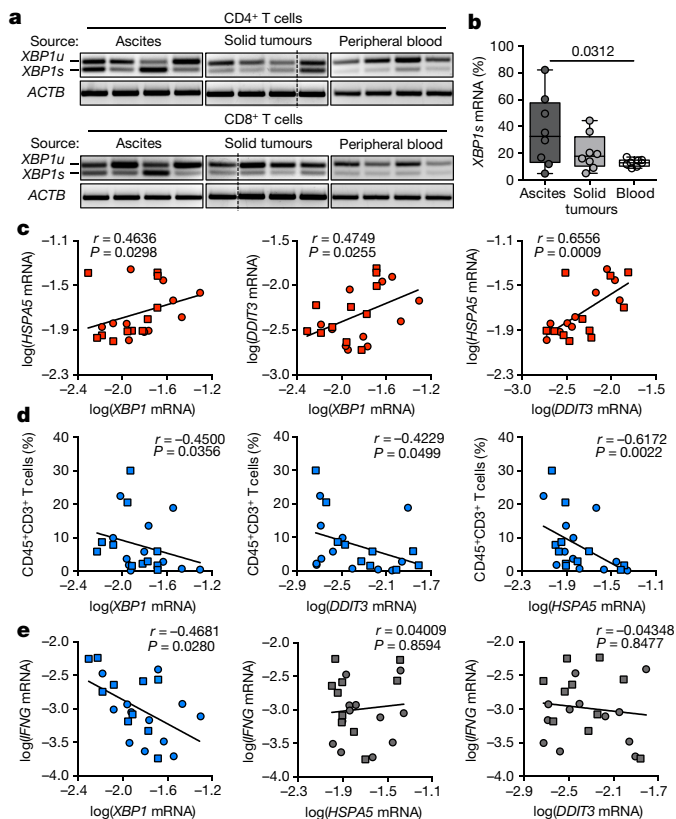 a
CD4+ T cells
Source: Ascites Solid tumours Peripheral blood
XBP1u
XBP1s
ACTB
CD8+ T cells
Source: Ascites Solid tumours Peripheral blood
XBP1u
XBP1s
ACTB
b
XBP1s mRNA (%)
100
80
60
40
20
0
0.0312
Ascites Solid tumours Blood
c
log(HSPA5 mRNA)
−1.1
−1.5
−1.9
−2.3
r = 0.4636
P = 0.0298
−2.4 −2.0 −1.6 −1.2
log(XBP1 mRNA)
log(DDIT3 mRNA)
−1.5
−2.0
−2.5
−3.0
r = 0.4749
P = 0.0255
−2.3 −1.9 −1.5 −1.1
log(XBP1 mRNA)
log(HSPA5 mRNA)
−1.1
−1.5
−1.9
−2.3
r = 0.6556
P = 0.0009
−3.0 −2.5 −2.0 −1.5
log(DDIT3 mRNA)
d
CD45+CD3+ T cells (%)
40
30
20
10
0
r = −0.4500
P = 0.0356
−2.4 −2.0 −1.6 −1.2
log(XBP1 mRNA)
CD45+CD3+ T cells (%)
40
30
20
10
0
r = −0.4229
P = 0.0499
−2.9 −2.5 −2.1 −1.7
log(DDIT3 mRNA)
CD45+CD3+ T cells (%)
40
30
20
10
0
r = −0.6172
P = 0.0022
−2.3 −1.9 −1.5 −1.1
log(HSPA5 mRNA)
e
log(IFNG mRNA)
−2.0
−2.5
−3.0
−3.5
−4.0
r = −0.4681
P = 0.0280
−2.4 −2.0 −1.6 −1.2
log(XBP1 mRNA)
log(IFNG mRNA)
−2.0
−2.5
−3.0
−3.5
−4.0
r = 0.04009
P = 0.8594
−2.3 −1.9 −1.5 −1.1
log(HSPA5 mRNA)
log(IFNG mRNA)
−2.0
−2.5
−3.0
−3.5
−4.0
r = −0.04348
P = 0.8477
−2.9 −2.5 −2.1 −1.7
log(DDIT3 mRNA)